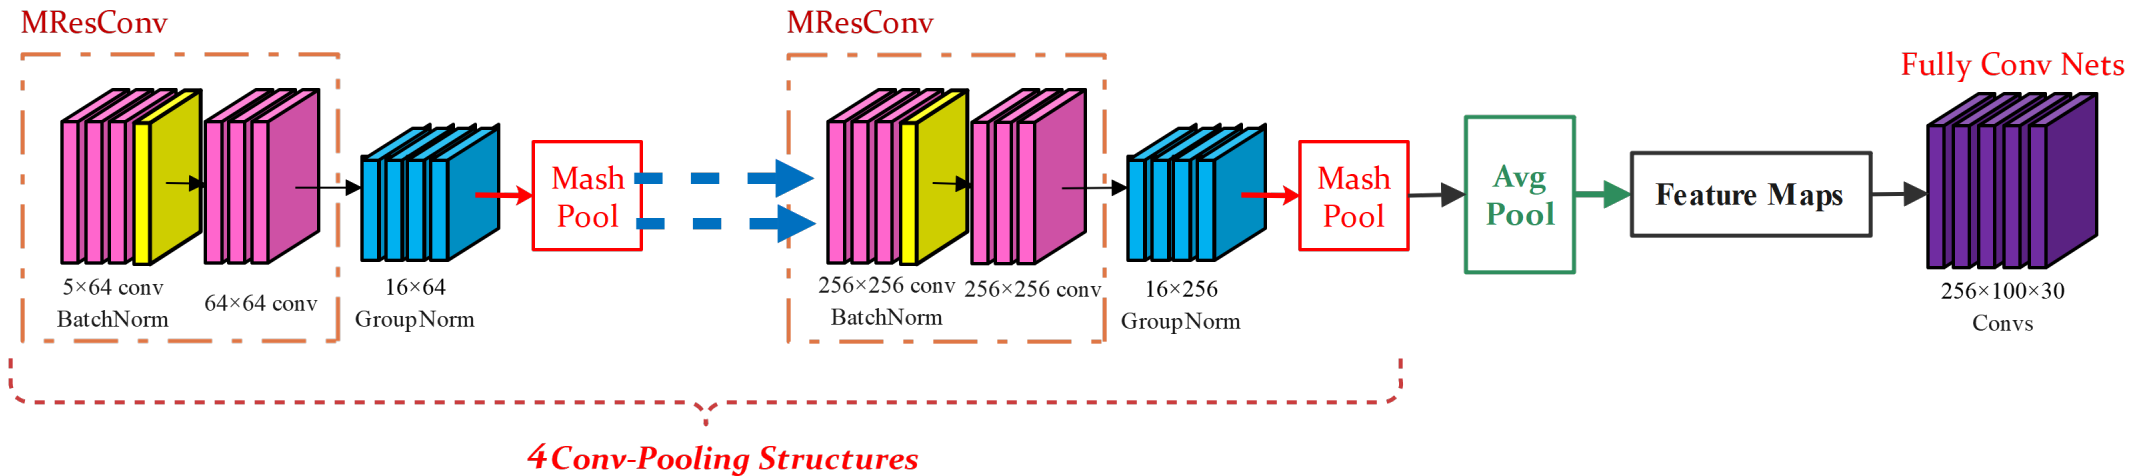 MResConv
5×64 conv
BatchNorm
64×64 conv
16×64
GroupNorm
Mash
Pool
MResConv
256×256 conv
BatchNorm
256×256 conv
16×256
GroupNorm
Mash
Pool
Avg
Pool
Feature Maps
Fully Conv Nets
256×100×30
Convs
4 Conv-Pooling Structures